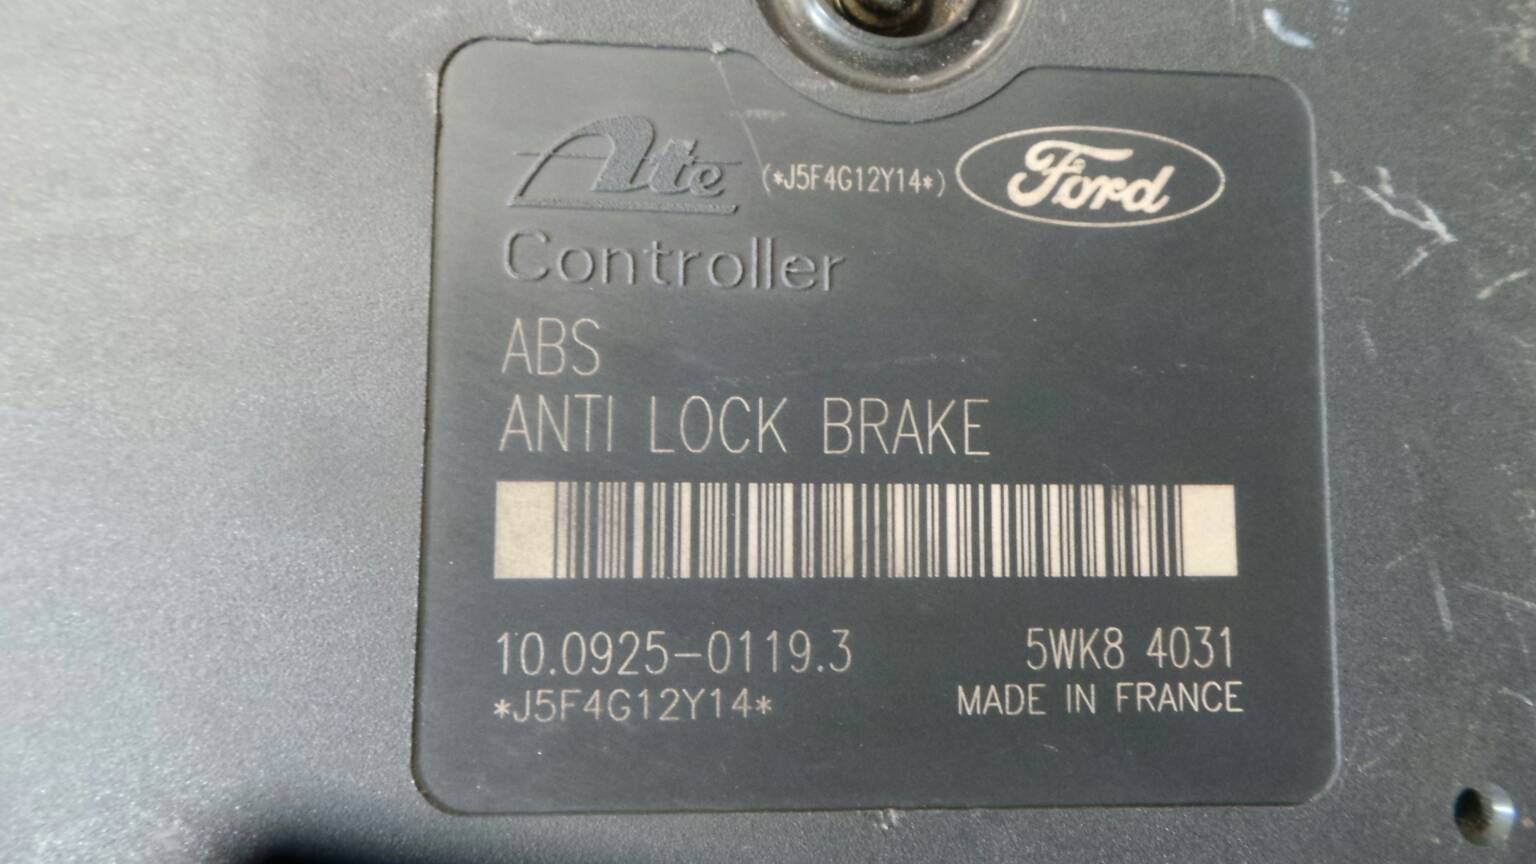 Ate (*J5F4G12Y14*) Ford
Controller
ABS
ANTI LOCK BRAKE
10.0925-0119.3 5WK8 4031
*J5F4G12Y14* MADE IN FRANCE